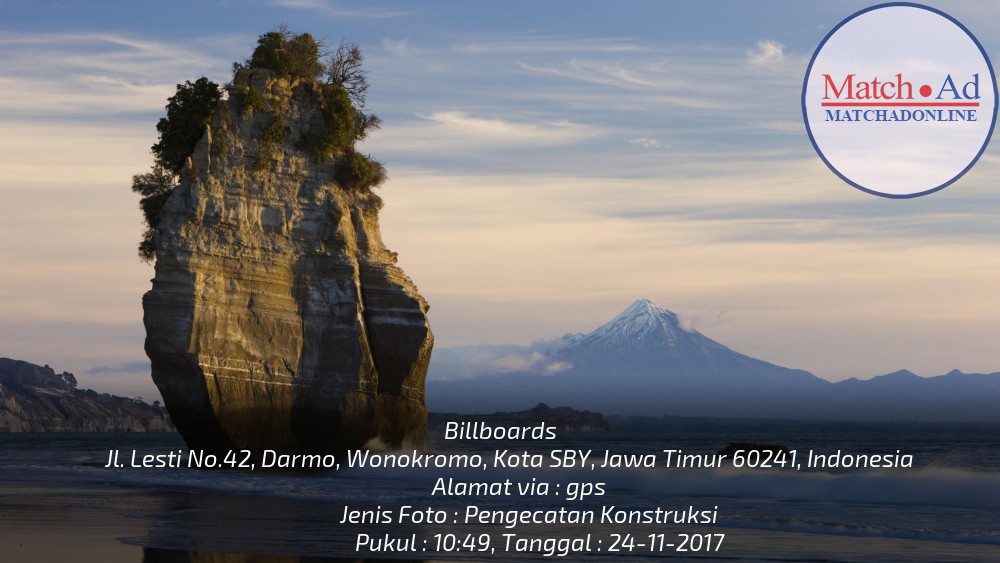 Match Ad
MATCHADONLINE
Billboards
Jl. Lesti No.42, Darmo, Wonokromo, Kota SBY, Jawa Timur 60241, Indonesia
Alamat via : gps
Jenis Foto : Pengecatan Konstruksi
Pukul : 10:49, Tanggal : 24-11-2017